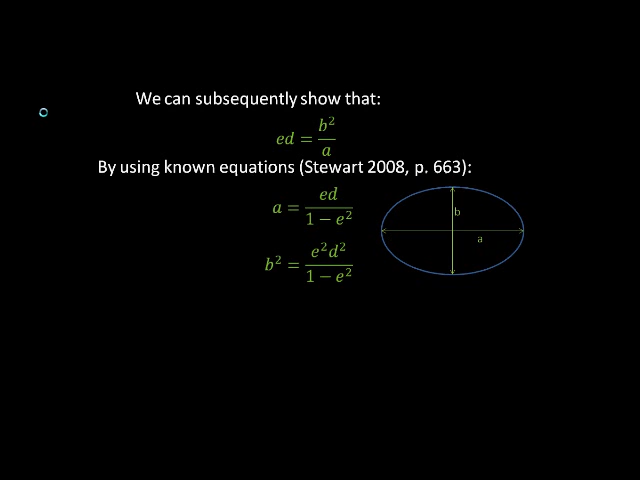 We can subsequently show that:
ed = b²/a
By using known equations (Stewart 2008, p. 663):
a = ed/(1 − e²)
b² = e²d²/(1 − e²)
b
a